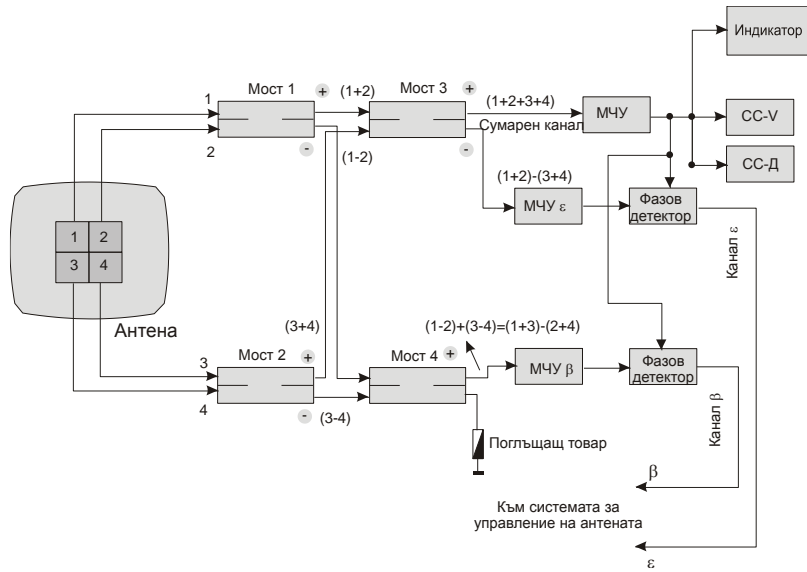 Индикатор
Мост 1
+
(1+2)
Мост 3
+
1
(1+2+3+4)
МЧУ
СС-V
Сумарен канал
2
-
(1-2)
-
СС-Д
(1+2)-(3+4)
МЧУ ε
Фазов
детектор
1
2
3
4
Канал ε
Антена
(3+4)
(1-2)+(3-4)=(1+3)-(2+4)
3
Мост 2
+
Мост 4
+
МЧУ β
Фазов
детектор
4
-
(3-4)
Канал β
Поглъщащ товар
β
Към системата за
управление на антената
ε